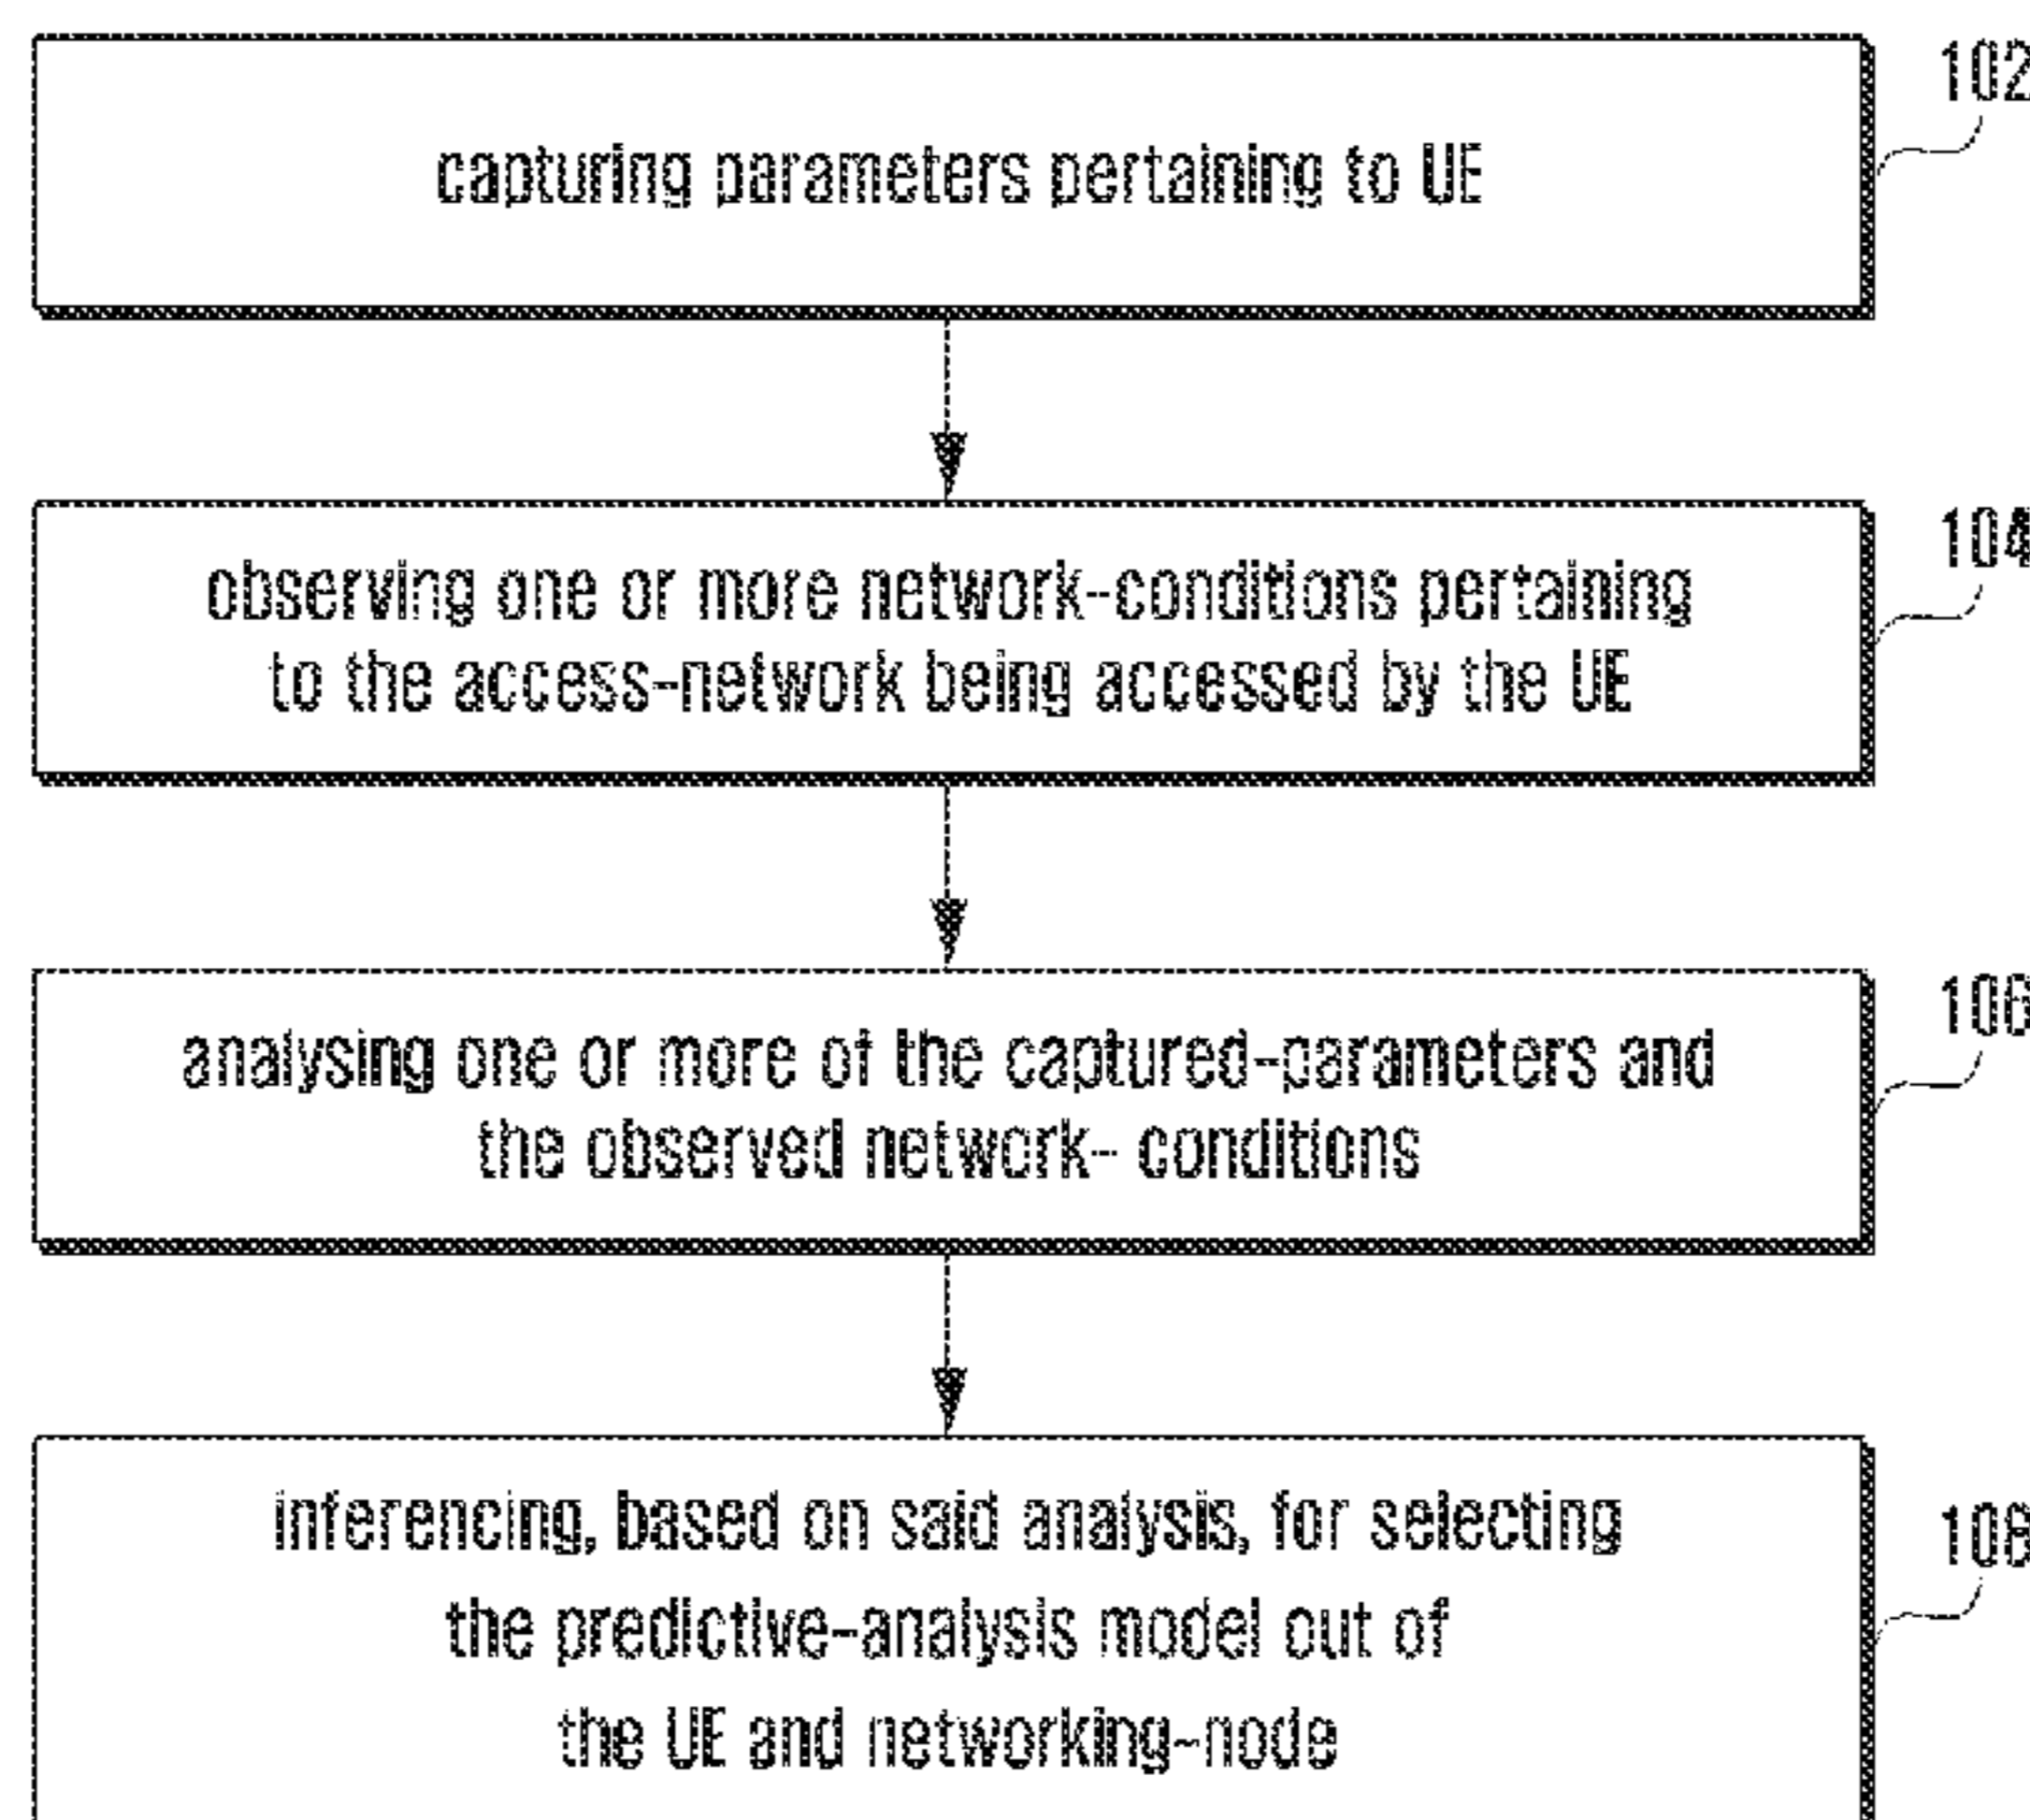 102
capturing parameters pertaining to UE
104
observing one or more network-conditions pertaining
to the access-network being accessed by the UE
106
analysing one or more of the captured-parameters and
the observed network- conditions
108
inferencing, based on said analysis, for selecting
the predictive-analysis model out of
the UE and networking-node